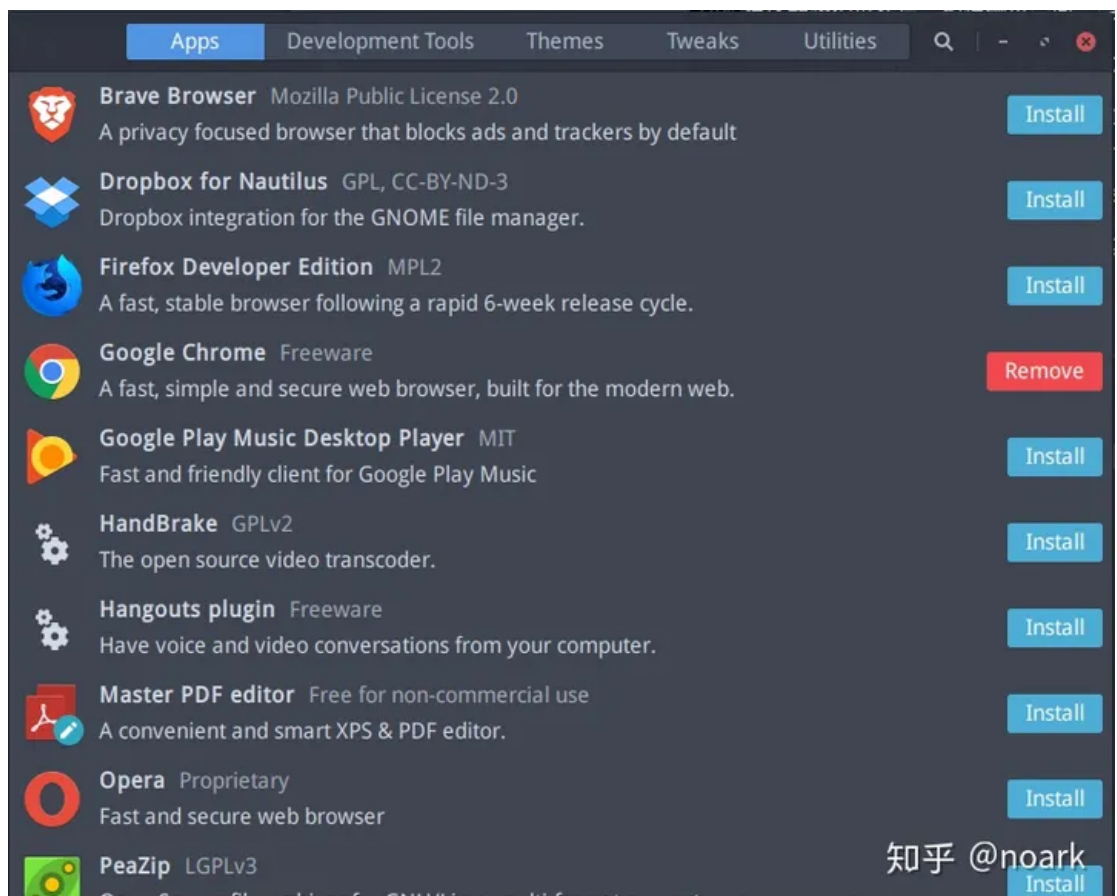 Apps Development Tools Themes Tweaks Utilities
Brave Browser Mozilla Public License 2.0
A privacy focused browser that blocks ads and trackers by default
Install
Dropbox for Nautilus GPL, CC-BY-ND-3
Dropbox integration for the GNOME file manager.
Install
Firefox Developer Edition MPL2
A fast, stable browser following a rapid 6-week release cycle.
Install
Google Chrome Freeware
A fast, simple and secure web browser, built for the modern web.
Remove
Google Play Music Desktop Player MIT
Fast and friendly client for Google Play Music
Install
HandBrake GPLv2
The open source video transcoder.
Install
Hangouts plugin Freeware
Have voice and video conversations from your computer.
Install
Master PDF editor Free for non-commercial use
A convenient and smart XPS & PDF editor.
Install
Opera Proprietary
Fast and secure web browser
Install
PeaZip LGPLv3
Install
知乎 @noark